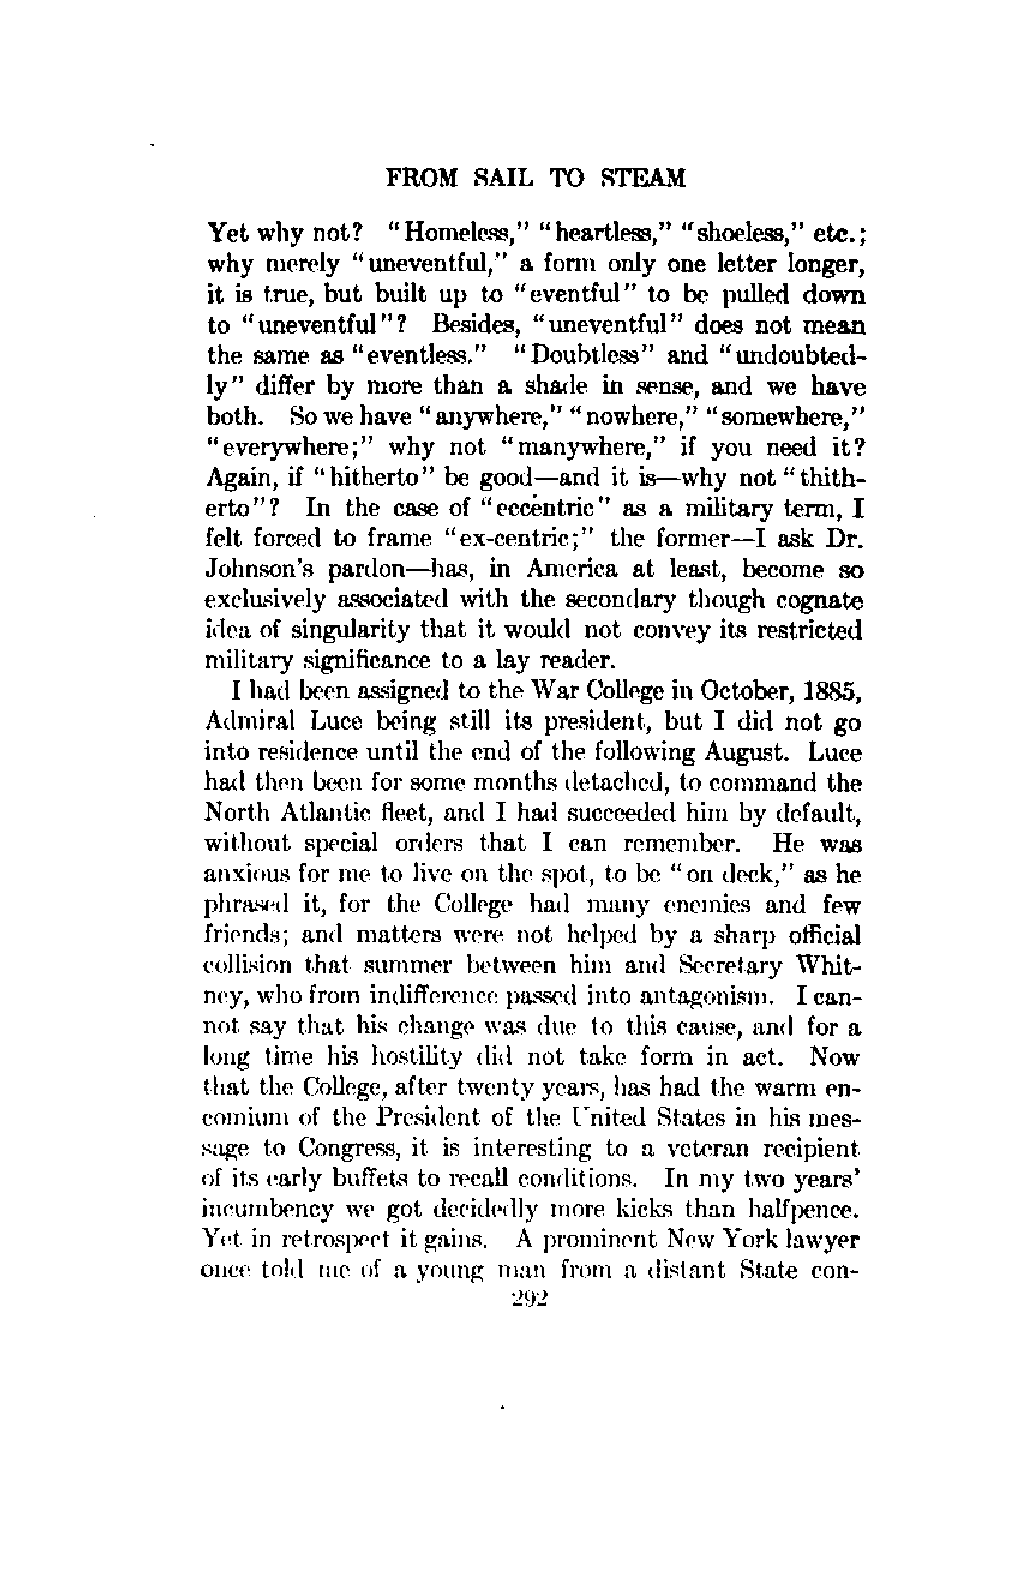 FROM SAIL TO STEAM
Yet why not? "Homeless," "heartless," "shoeless," etc.;
why merely "uneventful," a form only one letter longer,
it is true, but built up to "eventful" to be pulled down
to "uneventful"? Besides, "uneventful" does not mean
the same as "eventless." "Doubtless" and "undoubted-
ly" differ by more than a shade in sense, and we have
both. So we have "anywhere," "nowhere," "somewhere,"
"everywhere;" why not "manywhere," if you need it?
Again, if "hitherto" be good—and it is—why not "thith-
erto"? In the case of "eccentric" as a military term, I
felt forced to frame "ex-centric;" the former—I ask Dr.
Johnson's pardon—has, in America at least, become so
exclusively associated with the secondary though cognate
idea of singularity that it would not convey its restricted
military significance to a lay reader.
I had been assigned to the War College in October, 1885,
Admiral Luce being still its president, but I did not go
into residence until the end of the following August. Luce
had then been for some months detached, to command the
North Atlantic fleet, and I had succeeded him by default,
without special orders that I can remember. He was
anxious for me to live on the spot, to be "on deck," as he
phrased it, for the College had many enemies and few
friends; and matters were not helped by a sharp official
collision that summer between him and Secretary Whit-
ney, who from indifference passed into antagonism. I can-
not say that his change was due to this cause, and for a
long time his hostility did not take form in act. Now
that the College, after twenty years, has had the warm en-
comium of the President of the United States in his mes-
sage to Congress, it is interesting to a veteran recipient
of its early buffets to recall conditions. In my two years'
incumbency we got decidedly more kicks than halfpence.
Yet in retrospect it gains. A prominent New York lawyer
once told me of a young man from a distant State con-
292